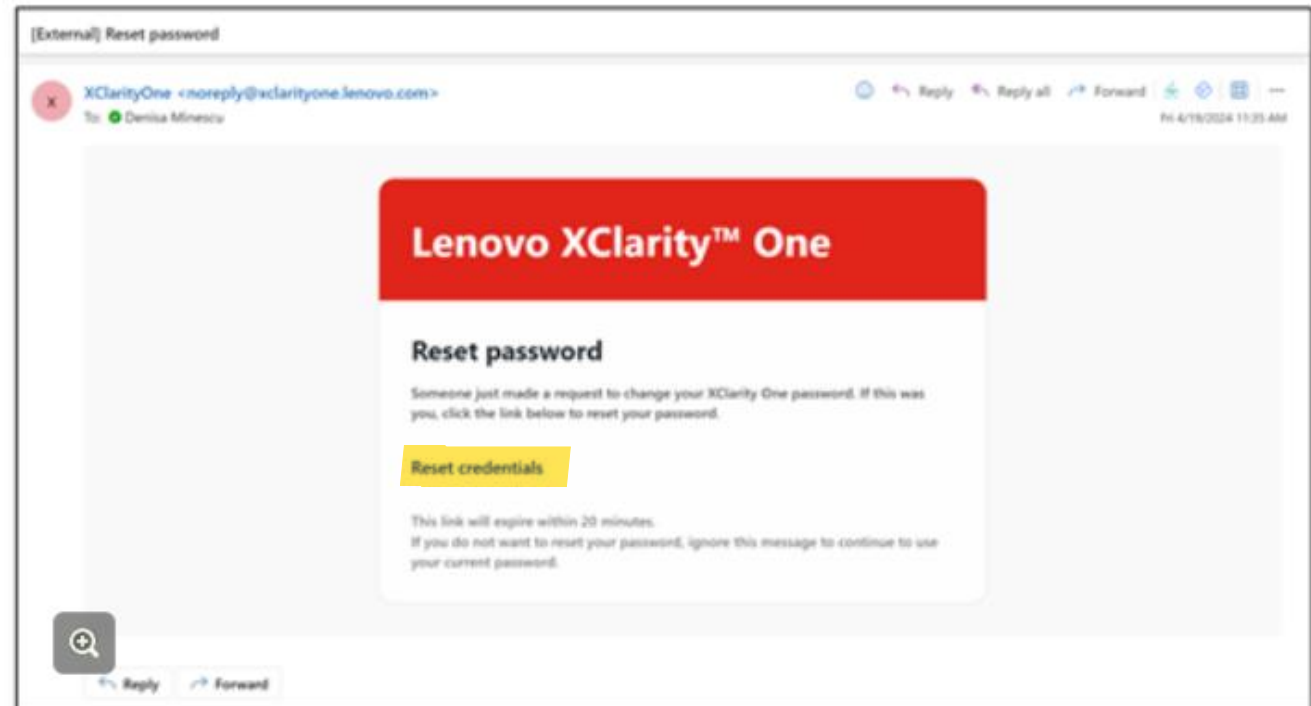 [External] Reset password
X
XClarityOne <noreply@xclarityone.lenovo.com>
Reply
Reply all
Forward
To: Denisa Minescu
Fri 4/19/2024 11:35 AM
Lenovo XClarity™ One
Reset password
Someone just made a request to change your XClarity One password. If this was
you, click the link below to reset your password.
Reset credentials
This link will expire within 20 minutes.
If you do not want to reset your password, ignore this message to continue to use
your current password.
Reply
Forward